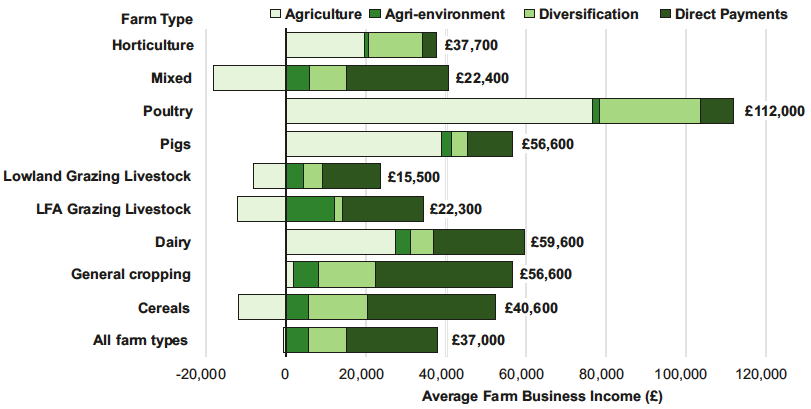 Farm Type
Agriculture Agri-environment Diversification Direct Payments
Horticulture £37,700
Mixed £22,400
Poultry £112,000
Pigs £56,600
Lowland Grazing Livestock £15,500
LFA Grazing Livestock £22,300
Dairy £59,600
General cropping £56,600
Cereals £40,600
All farm types £37,000
-20,000 0 20,000 40,000 60,000 80,000 100,000 120,000
Average Farm Business Income (£)